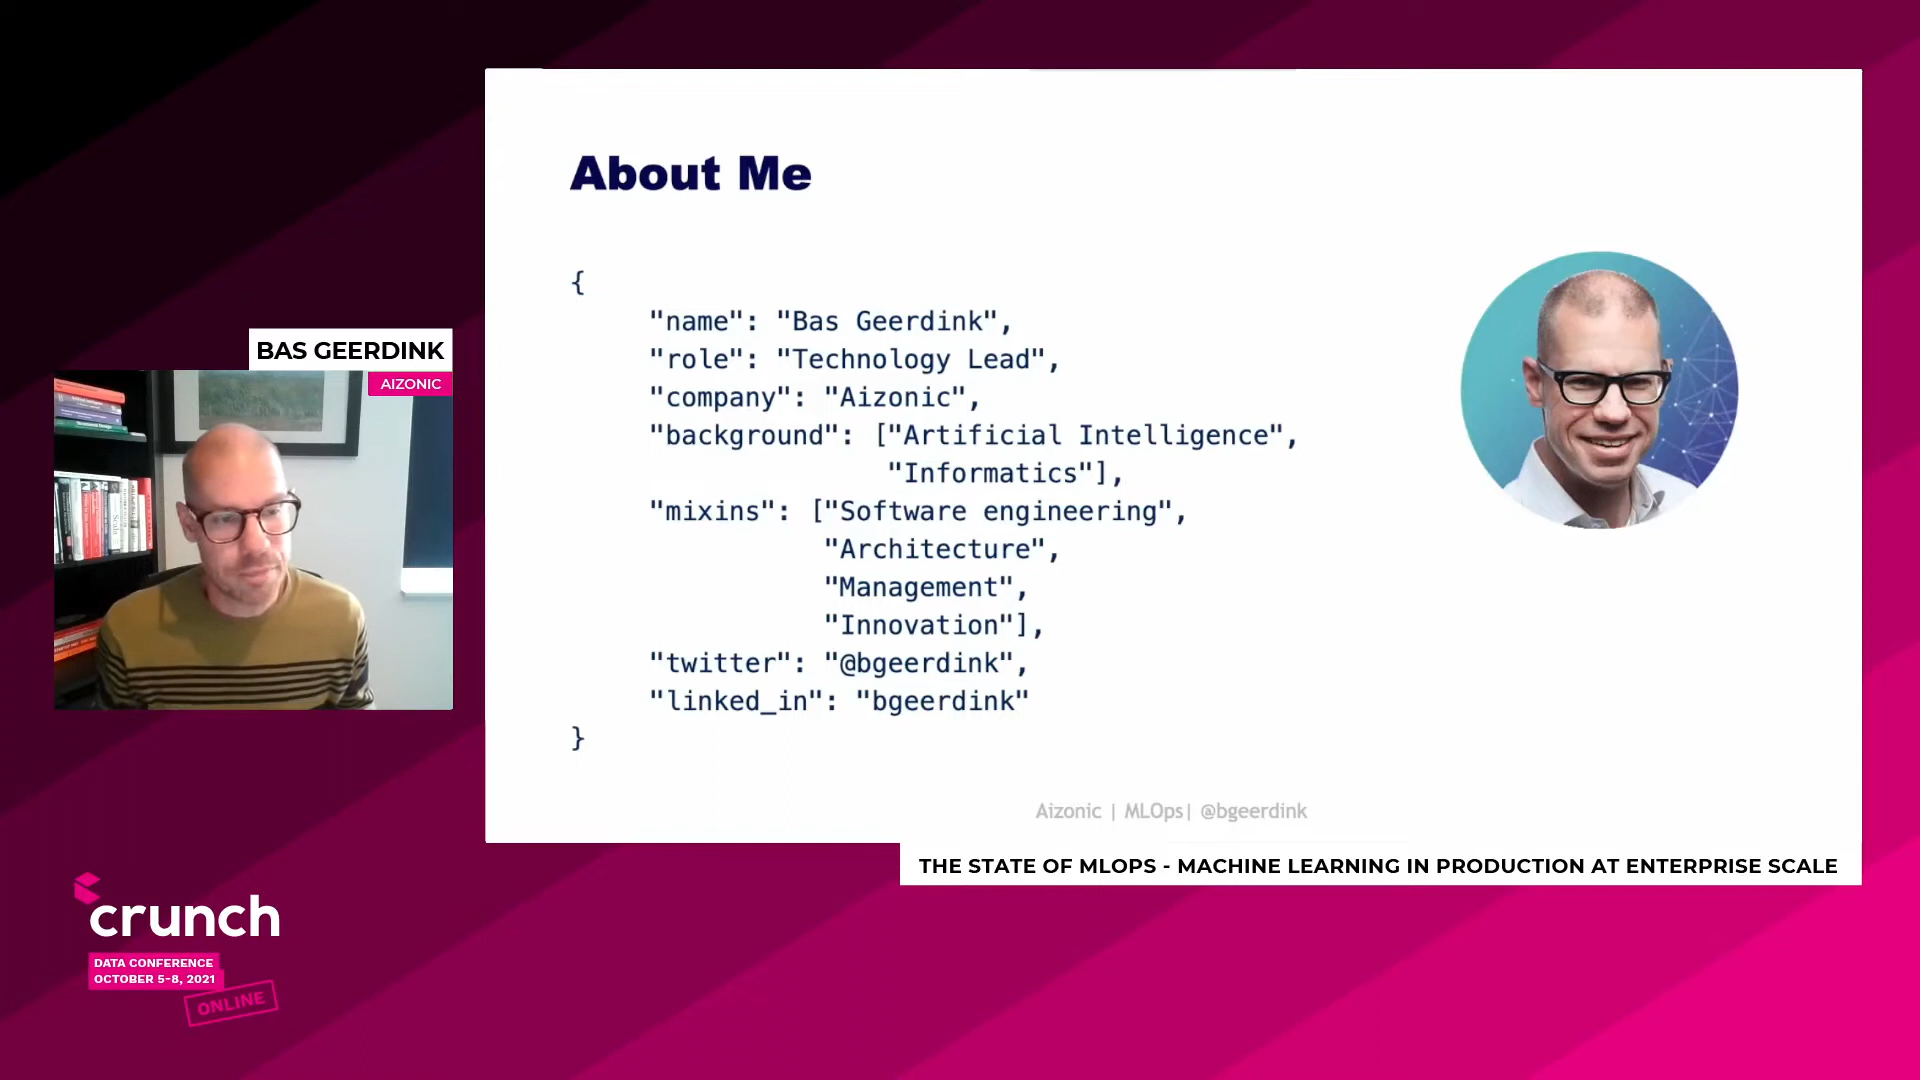 About Me
{
"name": "Bas Geerdink",
"role": "Technology Lead",
"company": "Aizonic",
"background": ["Artificial Intelligence",
"Informatics"],
"mixins": ["Software engineering",
"Architecture",
"Management",
"Innovation"],
"twitter": "@bgeerdink",
"linked_in": "bgeerdink"
}
Aizonic | MLOps| @bgeerdink
BAS GEERDINK
AIZONIC
THE STATE OF MLOPS - MACHINE LEARNING IN PRODUCTION AT ENTERPRISE SCALE
crunch
DATA CONFERENCE
OCTOBER 5-8, 2021
ONLINE